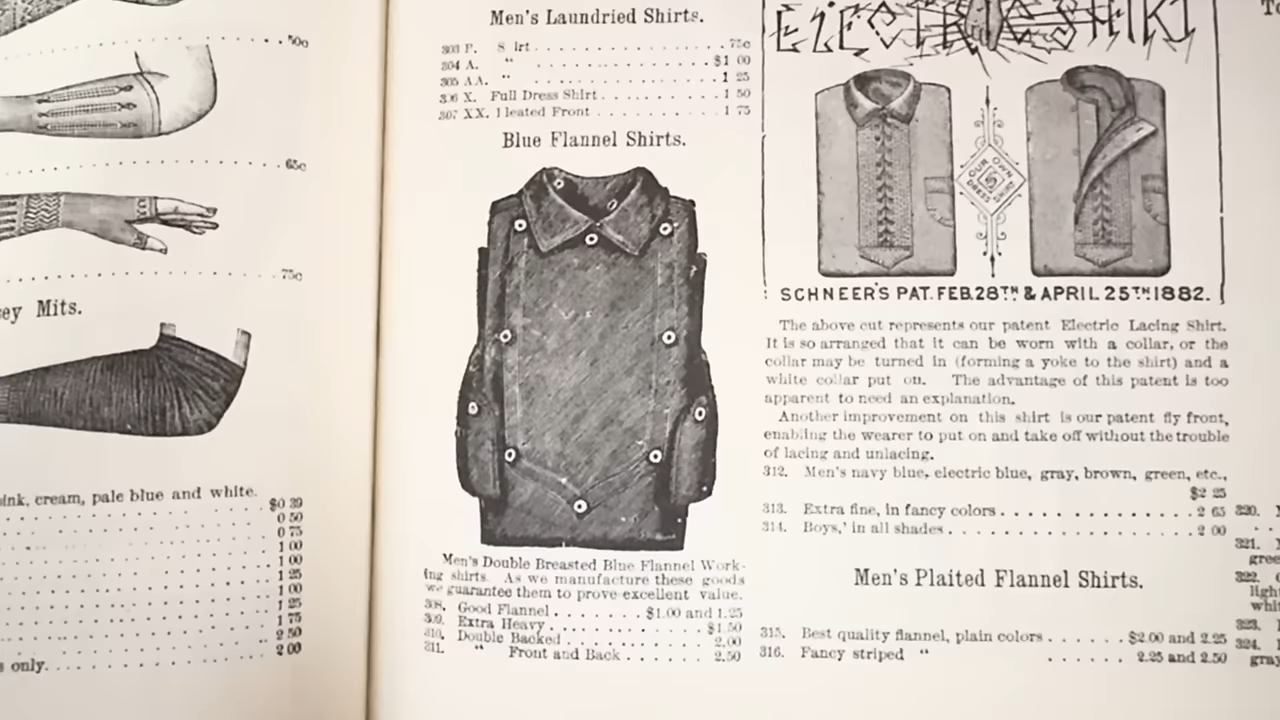 50c
65c
75c
ey Mits.
ink, cream, pale blue and white.
$0 39
0 50
0 75
1 00
1 00
1 25
1 00
1 25
1 75
2 50
s only. 2 00
Men's Laundried Shirts.
303 P. S irt . . . . 75c
304 A. " . . . . $1 00
305 AA. " . . . . 1 25
306 X. Full Dress Shirt . . . . 1 50
307 XX. Pleated Front . . . . 1 75
Blue Flannel Shirts.
Men's Double Breasted Blue Flannel Work-
ing shirts. As we manufacture these goods
we guarantee them to prove excellent value.
308. Good Flannel . . . . $1.00 and 1.25
309. Extra Heavy . . . . $1.50
310. Double Backed . . . . 2.00
311. " Front and Back . . . . 2.50
ELECTRIC SHIRT
OUR OWN
DRESS SHIRT
SCHNEER'S PAT. FEB. 28TH & APRIL 25TH 1882.
The above cut represents our patent Electric Lacing Shirt.
It is so arranged that it can be worn with a collar, or the
collar may be turned in (forming a yoke to the shirt) and a
white collar put on. The advantage of this patent is too
apparent to need an explanation.
Another improvement on this shirt is our patent fly front,
enabling the wearer to put on and take off without the trouble
of lacing and unlacing.
312. Men's navy blue, electric blue, gray, brown, green, etc.,
$2 25
313. Extra fine, in fancy colors . . . . 2 65
314. Boys,' in all shades . . . . 2 00
Men's Plaited Flannel Shirts.
315. Best quality flannel, plain colors . . . . $2.00 and 2.25
316. Fancy striped " . . . . 2.25 and 2.50
320.
321.
gree
322.
ligh
whi
323.
324.
gray